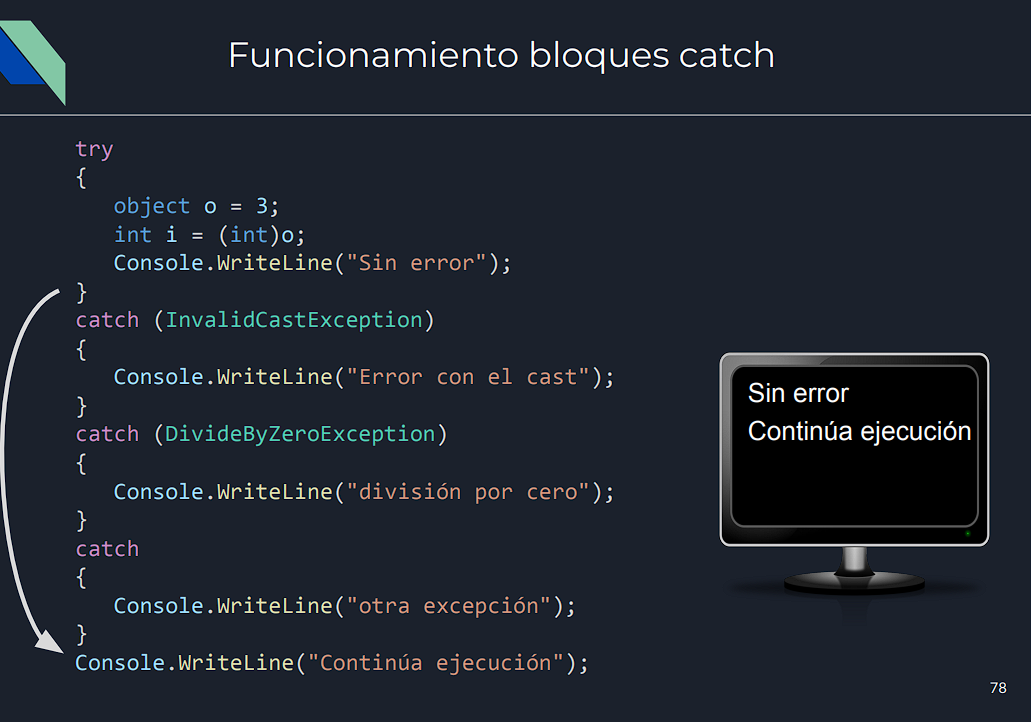 Funcionamiento bloques catch
try
{
object o = 3;
int i = (int)o;
Console.WriteLine("Sin error");
}
catch (InvalidCastException)
{
Console.WriteLine("Error con el cast");
}
catch (DivideByZeroException)
{
Console.WriteLine("división por cero");
}
catch
{
Console.WriteLine("otra excepción");
}
Console.WriteLine("Continúa ejecución");
Sin error
Continúa ejecución
78